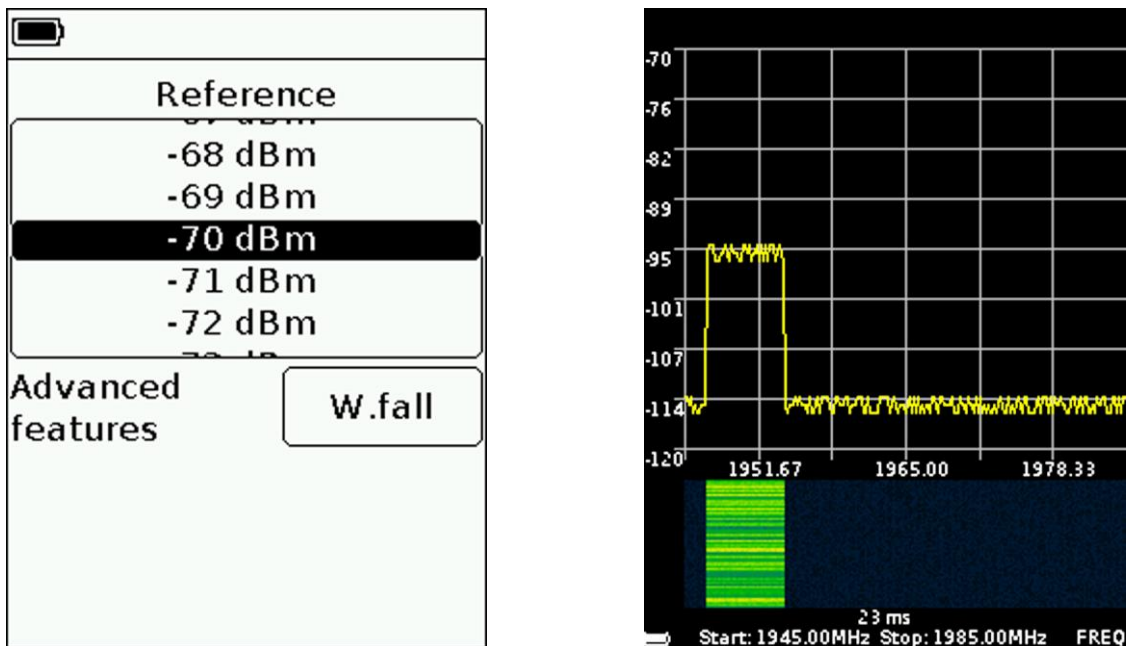 Reference
-68 dBm
-69 dBm
-70 dBm
-71 dBm
-72 dBm
Advanced
features
W.fall
-70
-76
-82
-89
-95
-101
-107
-114
-120
1951.67 1965.00 1978.33
23 ms
Start: 1945.00MHz Stop: 1985.00MHz FREQ